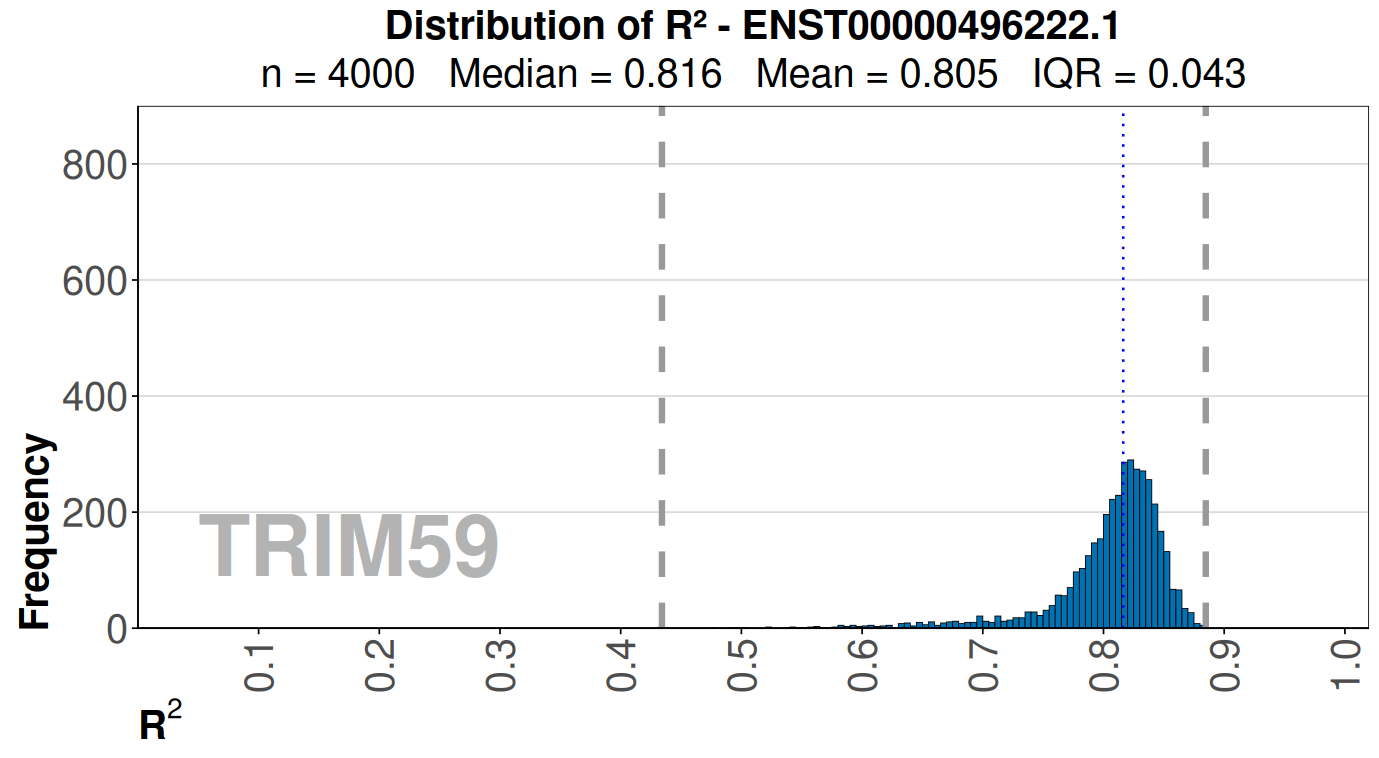 Distribution of R² - ENST00000496222.1
n = 4000 Median = 0.816 Mean = 0.805 IQR = 0.043
800
600
400
200
0
Frequency
TRIM59
0.1 0.2 0.3 0.4 0.5 0.6 0.7 0.8 0.9 1.0
R²